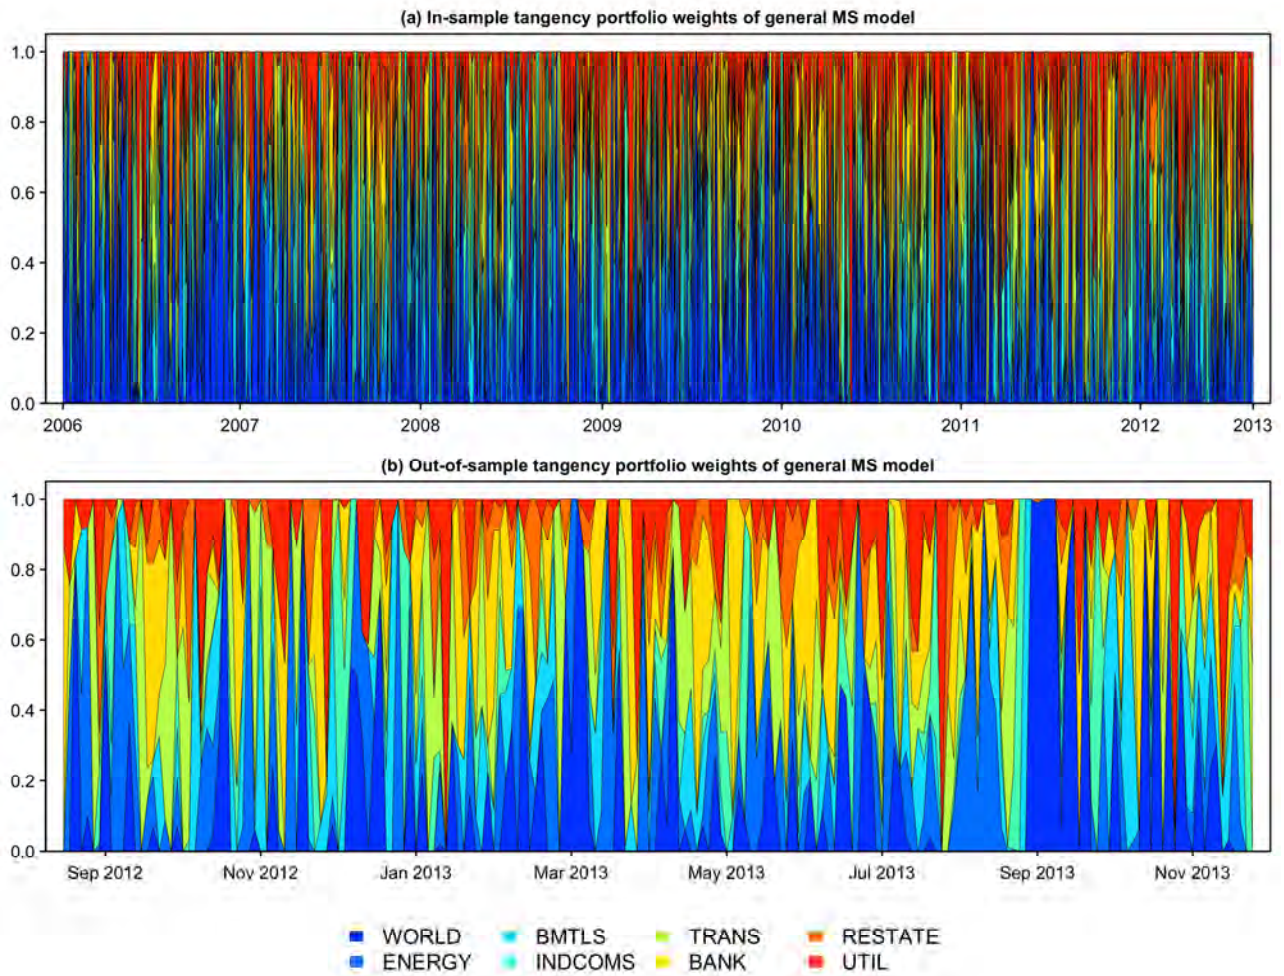 (a) In-sample tangency portfolio weights of general MS model
1.0
0.8
0.6
0.4
0.2
0.0
2006 2007 2008 2009 2010 2011 2012 2013
(b) Out-of-sample tangency portfolio weights of general MS model
1.0
0.8
0.6
0.4
0.2
0.0
Sep 2012 Nov 2012 Jan 2013 Mar 2013 May 2013 Jul 2013 Sep 2013 Nov 2013
WORLD BMTLS TRANS RESTATE
ENERGY INDCOMS BANK UTIL